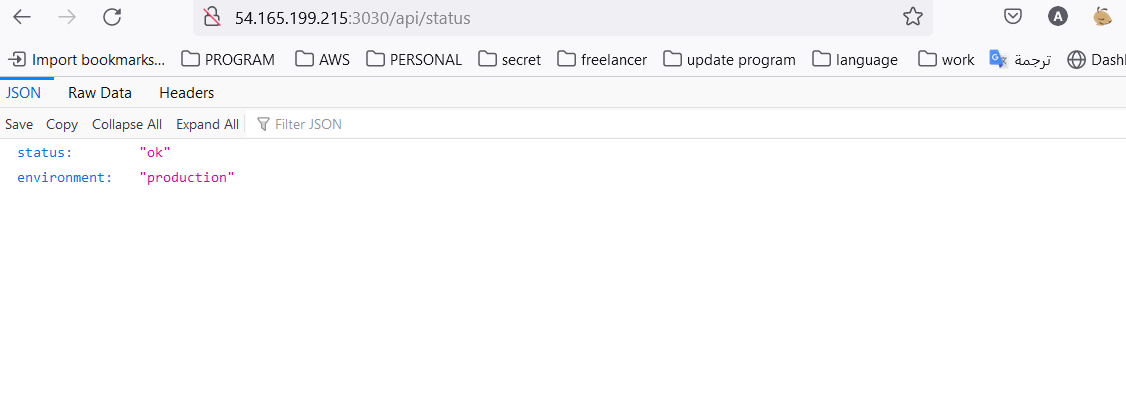 54.165.199.215:3030/api/status
A
Import bookmarks... PROGRAM AWS PERSONAL secret freelancer update program language work ترجمة Dashl
JSON Raw Data Headers
Save Copy Collapse All Expand All Filter JSON
status: "ok"
environment: "production"